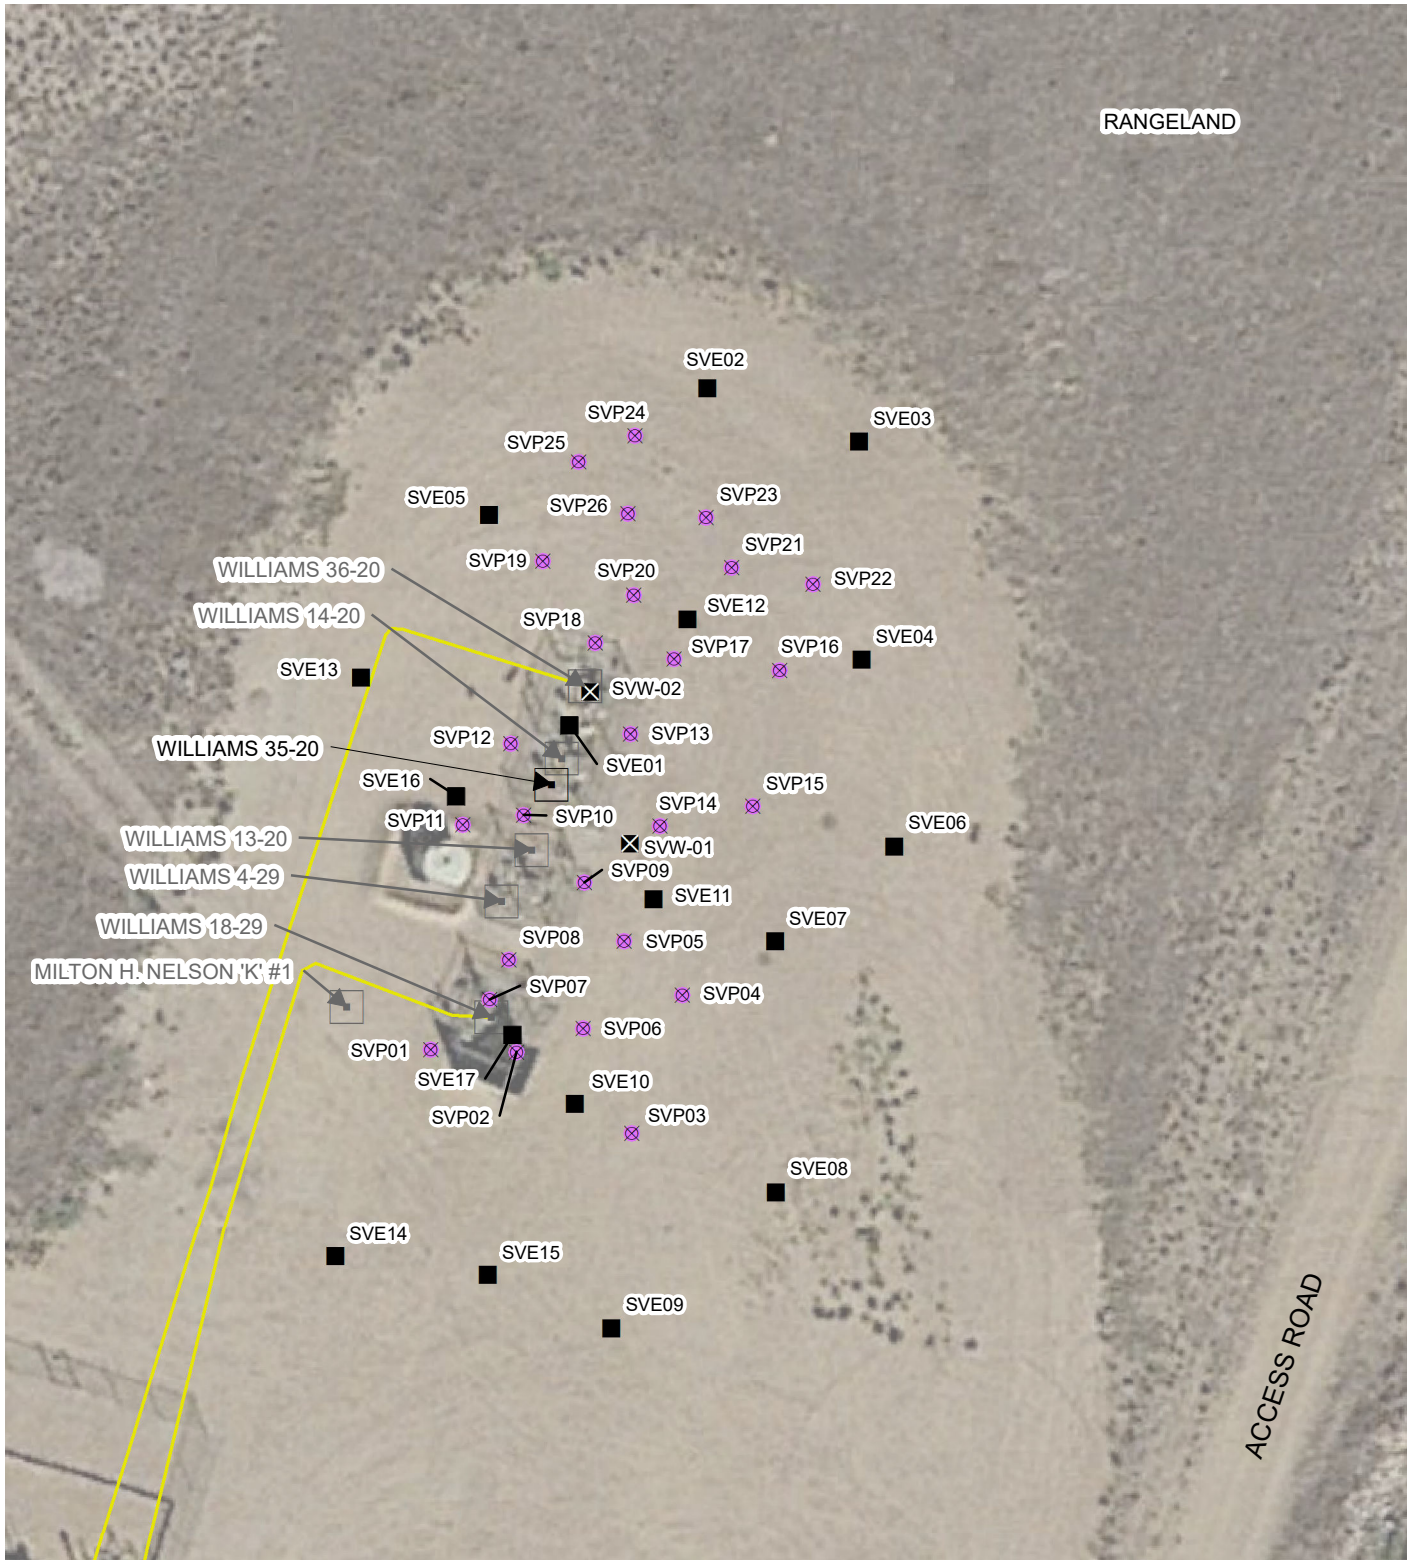 RANGELAND
SVE02
SVP24
SVE03
SVP25
SVE05
SVP26
SVP23
SVP21
SVP19
WILLIAMS 36-20
SVP20
SVP22
SVE12
WILLIAMS 14-20
SVP18
SVE04
SVP17
SVP16
SVE13
SVW-02
SVP12
SVP13
WILLIAMS 35-20
SVE01
SVE16
SVP15
SVP14
SVP11
SVP10
SVE06
WILLIAMS 13-20
SVW-01
SVP09
WILLIAMS 4-29
SVE11
SVE07
WILLIAMS 18-29
SVP08
SVP05
MILTON H. NELSON 'K' #1
SVP07
SVP04
SVP06
SVP01
SVE17
SVE10
SVP02
SVP03
SVE08
SVE14
SVE15
SVE09
ACCESS ROAD